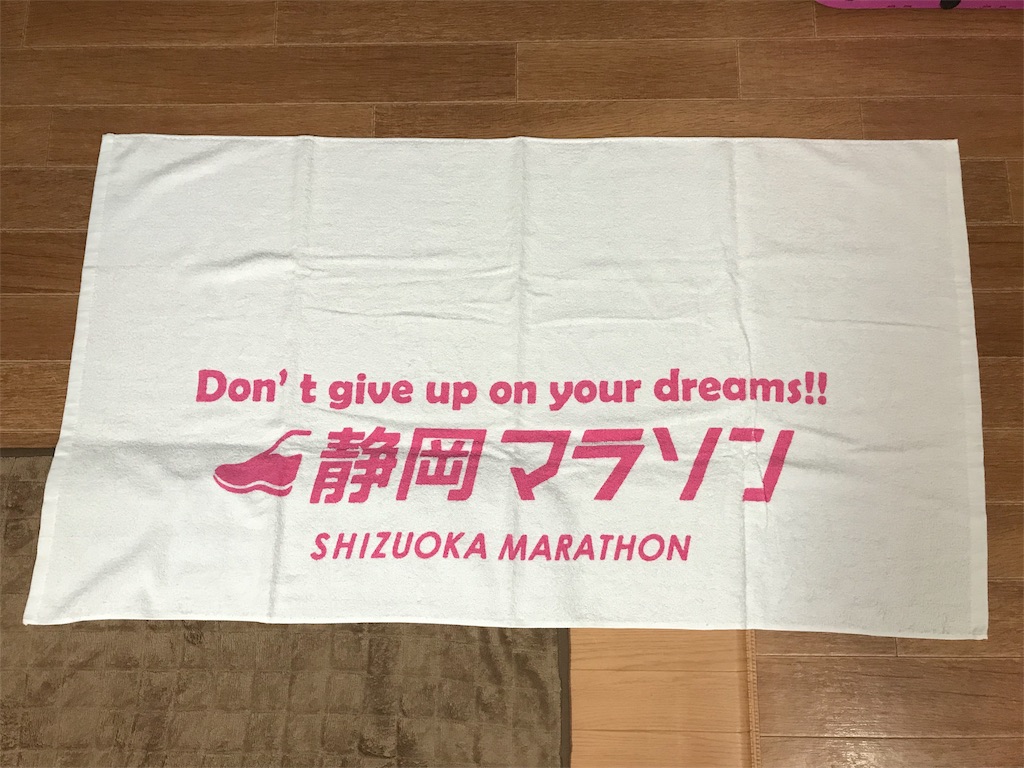 Don't give up on your dreams!!
静岡マラソン
SHIZUOKA MARATHON